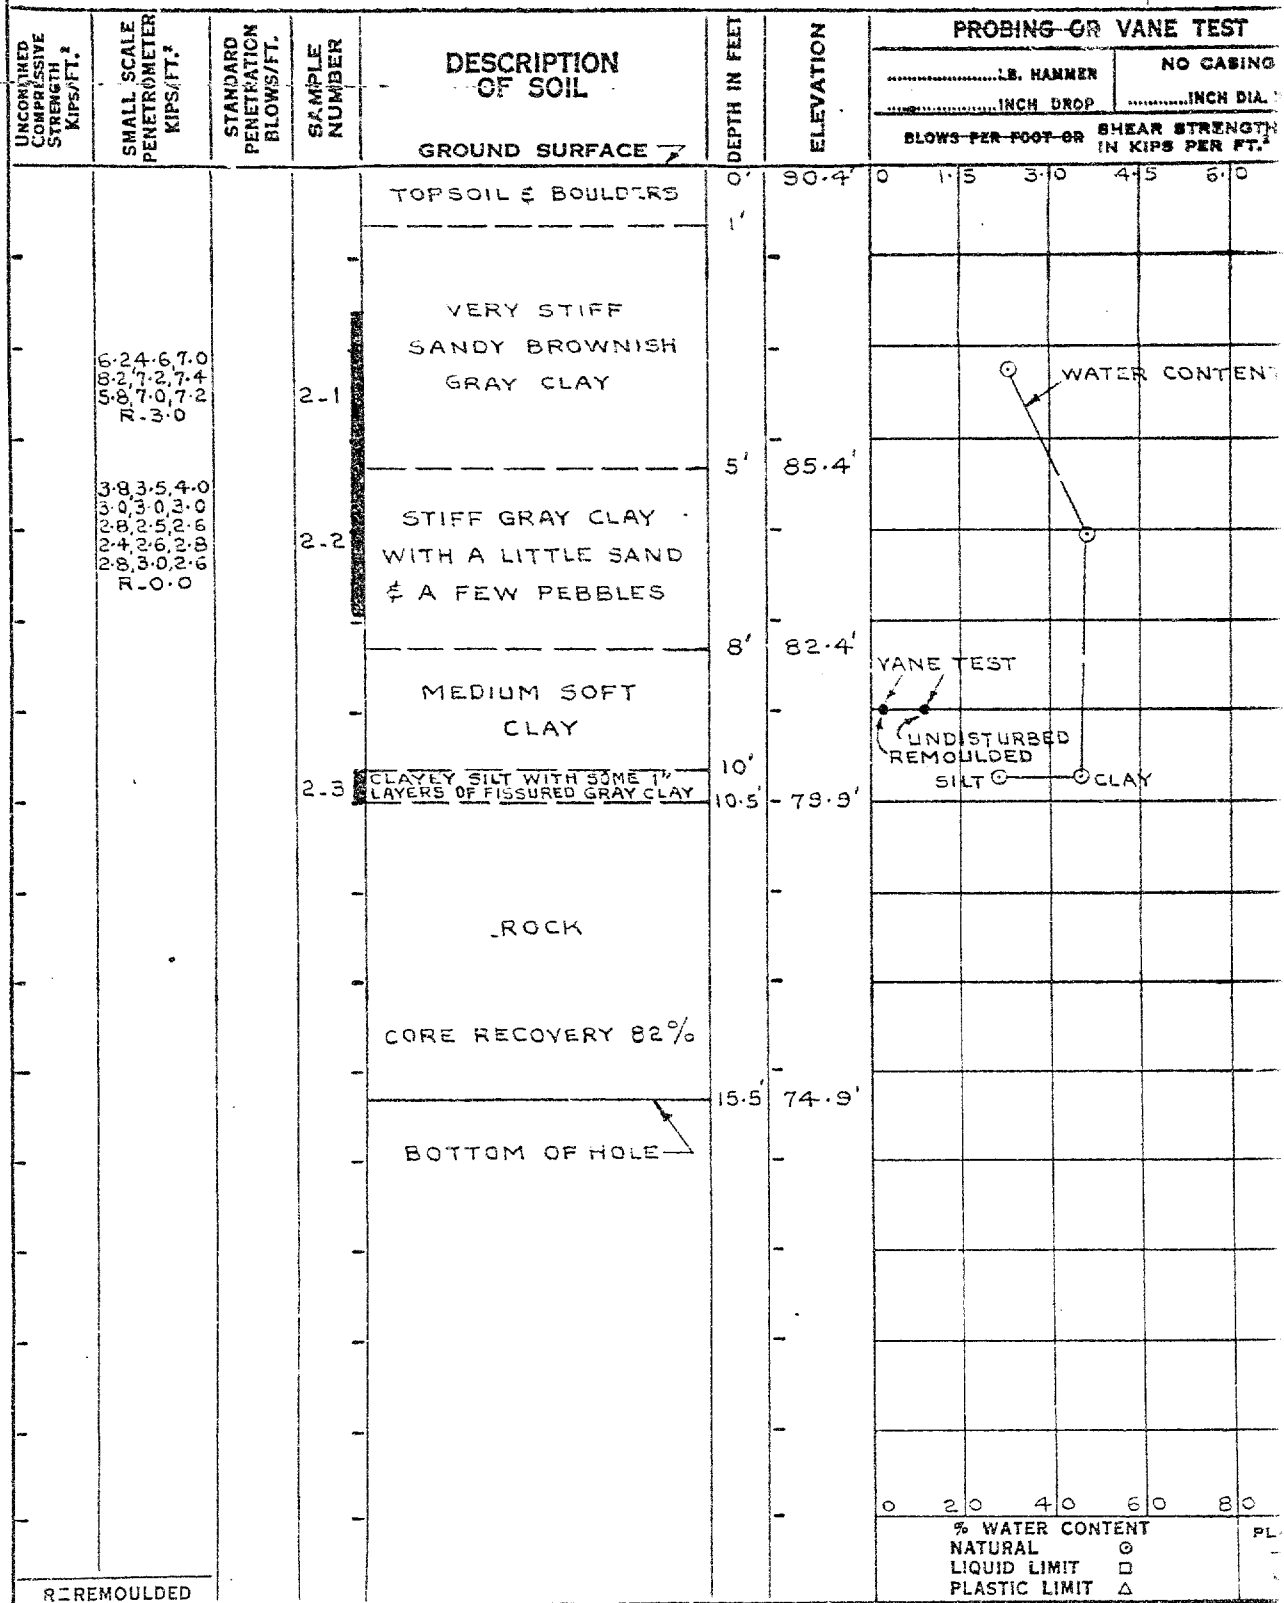 UNCONFINED COMPRESSIVE STRENGTH KIPS/FT.²
SMALL SCALE PENETROMETER KIPS/FT.²
STANDARD PENETRATION BLOWS/FT.
SAMPLE NUMBER
DESCRIPTION
OF SOIL
GROUND SURFACE
DEPTH IN FEET
ELEVATION
PROBING OR VANE TEST
LB. HAMMER
INCH DROP
NO CASING
INCH DIA.
BLOWS PER FOOT OR SHEAR STRENGTH
IN KIPS PER FT.²
0' 90.4' 0 1.5 3.0 4.5 6.0
TOPSOIL & BOULDERS
1'
VERY STIFF
SANDY BROWNISH
GRAY CLAY
6.2 4.6, 7.0
8.2, 7.2, 7.4
5.8, 7.0, 7.2
R-3.0
2-1
WATER CONTENT
5' 85.4'
3.8, 3.5, 4.0
3.0, 3.0, 3.0
2.8, 2.5, 2.6
2.4, 2.6, 2.8
2.8, 3.0, 2.6
R-0.0
2-2
STIFF GRAY CLAY
WITH A LITTLE SAND
& A FEW PEBBLES
8' 82.4'
MEDIUM SOFT
CLAY
VANE TEST
UNDISTURBED
REMOULDED
10'
2-3
CLAYEY SILT WITH SOME 1"
LAYERS OF FISSURED GRAY CLAY
SILT CLAY
10.5' 79.9'
ROCK
CORE RECOVERY 82%
15.5' 74.9'
BOTTOM OF HOLE
0 20 40 60 80
% WATER CONTENT
NATURAL ⊙
LIQUID LIMIT □
PLASTIC LIMIT △
PL
R=REMOULDED